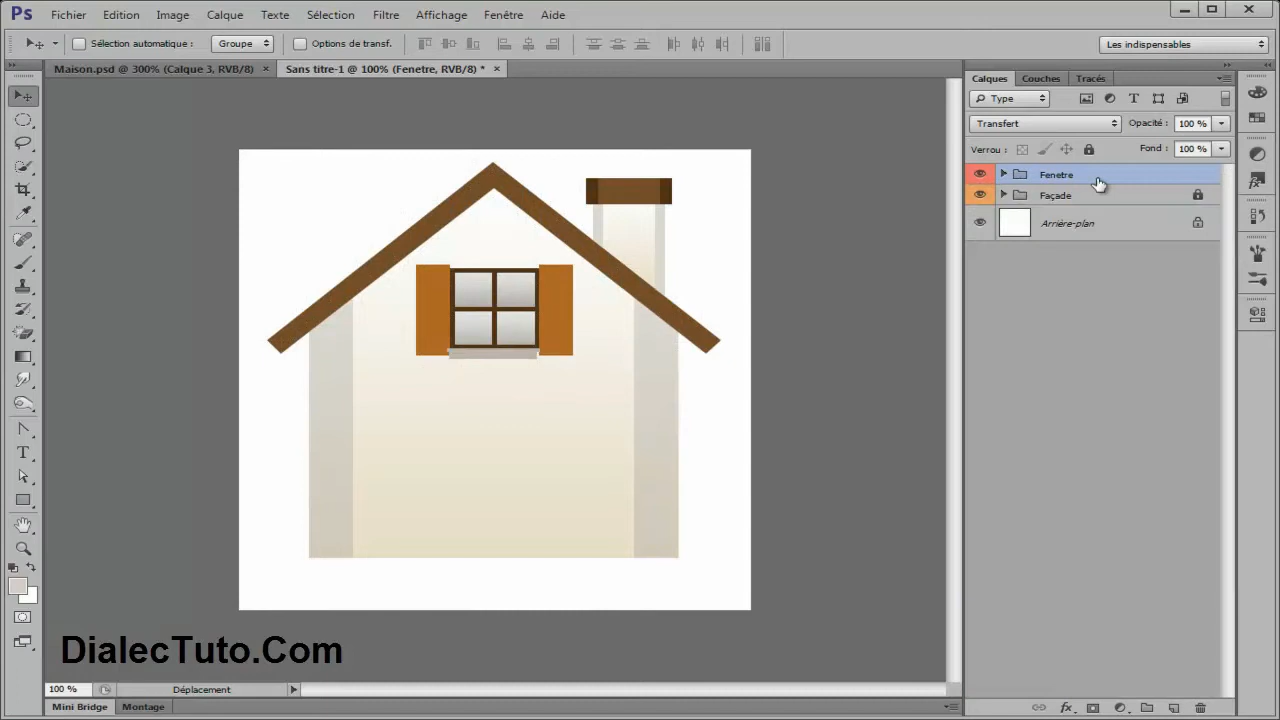 Ps Fichier Edition Image Calque Texte Sélection Filtre Affichage Fenêtre Aide
Sélection automatique : Groupe Options de transf. Les indispensables
Maison.psd @ 300% (Calque 3, RVB/8) × Sans titre-1 @ 100% (Fenetre, RVB/8) * ×
Calques Couches Tracés
Type
Transfert Opacité : 100 %
Verrou : Fond : 100 %
Fenetre
Façade
Arrière-plan
DialecTuto.Com
100 % Déplacement
Mini Bridge Montage